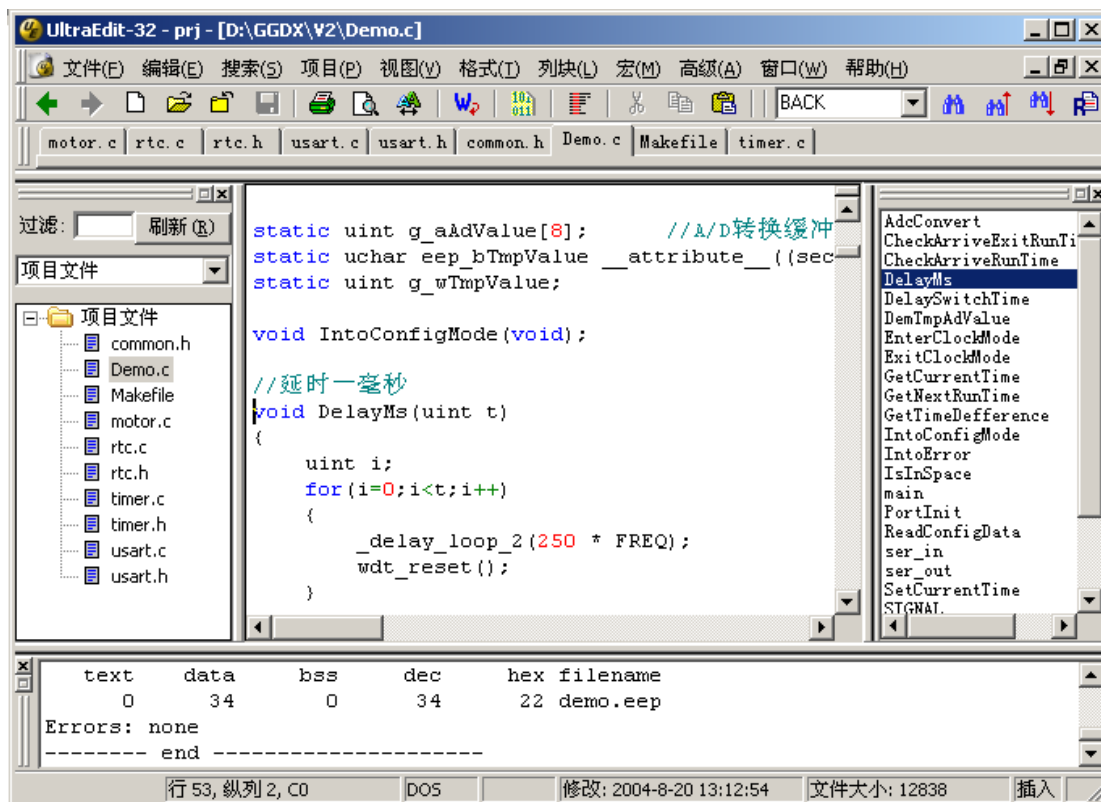 UltraEdit-32 - prj - [D:\GGDX\V2\Demo.c]
文件(F) 编辑(E) 搜索(S) 项目(P) 视图(V) 格式(T) 列块(L) 宏(M) 高级(A) 窗口(W) 帮助(H)
BACK
motor.c rtc.c rtc.h usart.c usart.h common.h Demo.c Makefile timer.c
过滤: 刷新(R)
项目文件
项目文件
common.h
Demo.c
Makefile
motor.c
rtc.c
rtc.h
timer.c
timer.h
usart.c
usart.h
static uint g_aAdValue[8]; //A/D转换缓冲
static uchar eep_bTmpValue __attribute__((sec
static uint g_wTmpValue;
void IntoConfigMode(void);
//延时一毫秒
void DelayMs(uint t)
{
uint i;
for(i=0;i<t;i++)
{
_delay_loop_2(250 * FREQ);
wdt_reset();
}
AdcConvert
CheckArriveExitRunTi
CheckArriveRunTime
DelayMs
DelaySwitchTime
DemTmpAdValue
EnterClockMode
ExitClockMode
GetCurrentTime
GetNextRunTime
GetTimeDefference
IntoConfigMode
IntoError
IsInSpace
main
PortInit
ReadConfigData
ser_in
ser_out
SetCurrentTime
SIGNAL
text data bss dec hex filename
0 34 0 34 22 demo.eep
Errors: none
-------- end ---------------------
行 53, 纵列 2, C0 DOS 修改: 2004-8-20 13:12:54 文件大小: 12838 插入